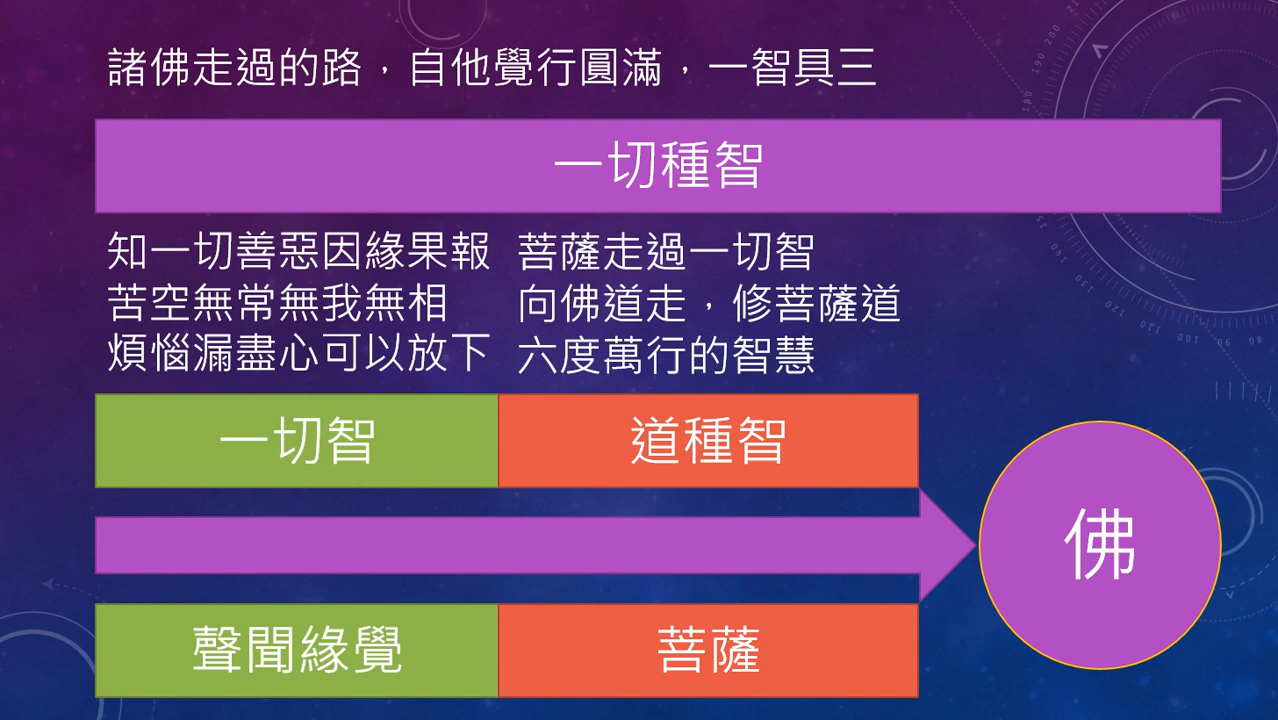 諸佛走過的路，自他覺行圓滿，一智具三
一切種智
知一切善惡因緣果報
苦空無常無我無相
煩惱漏盡心可以放下
菩薩走過一切智
向佛道走，修菩薩道
六度萬行的智慧
一切智
道種智
佛
聲聞緣覺
菩薩